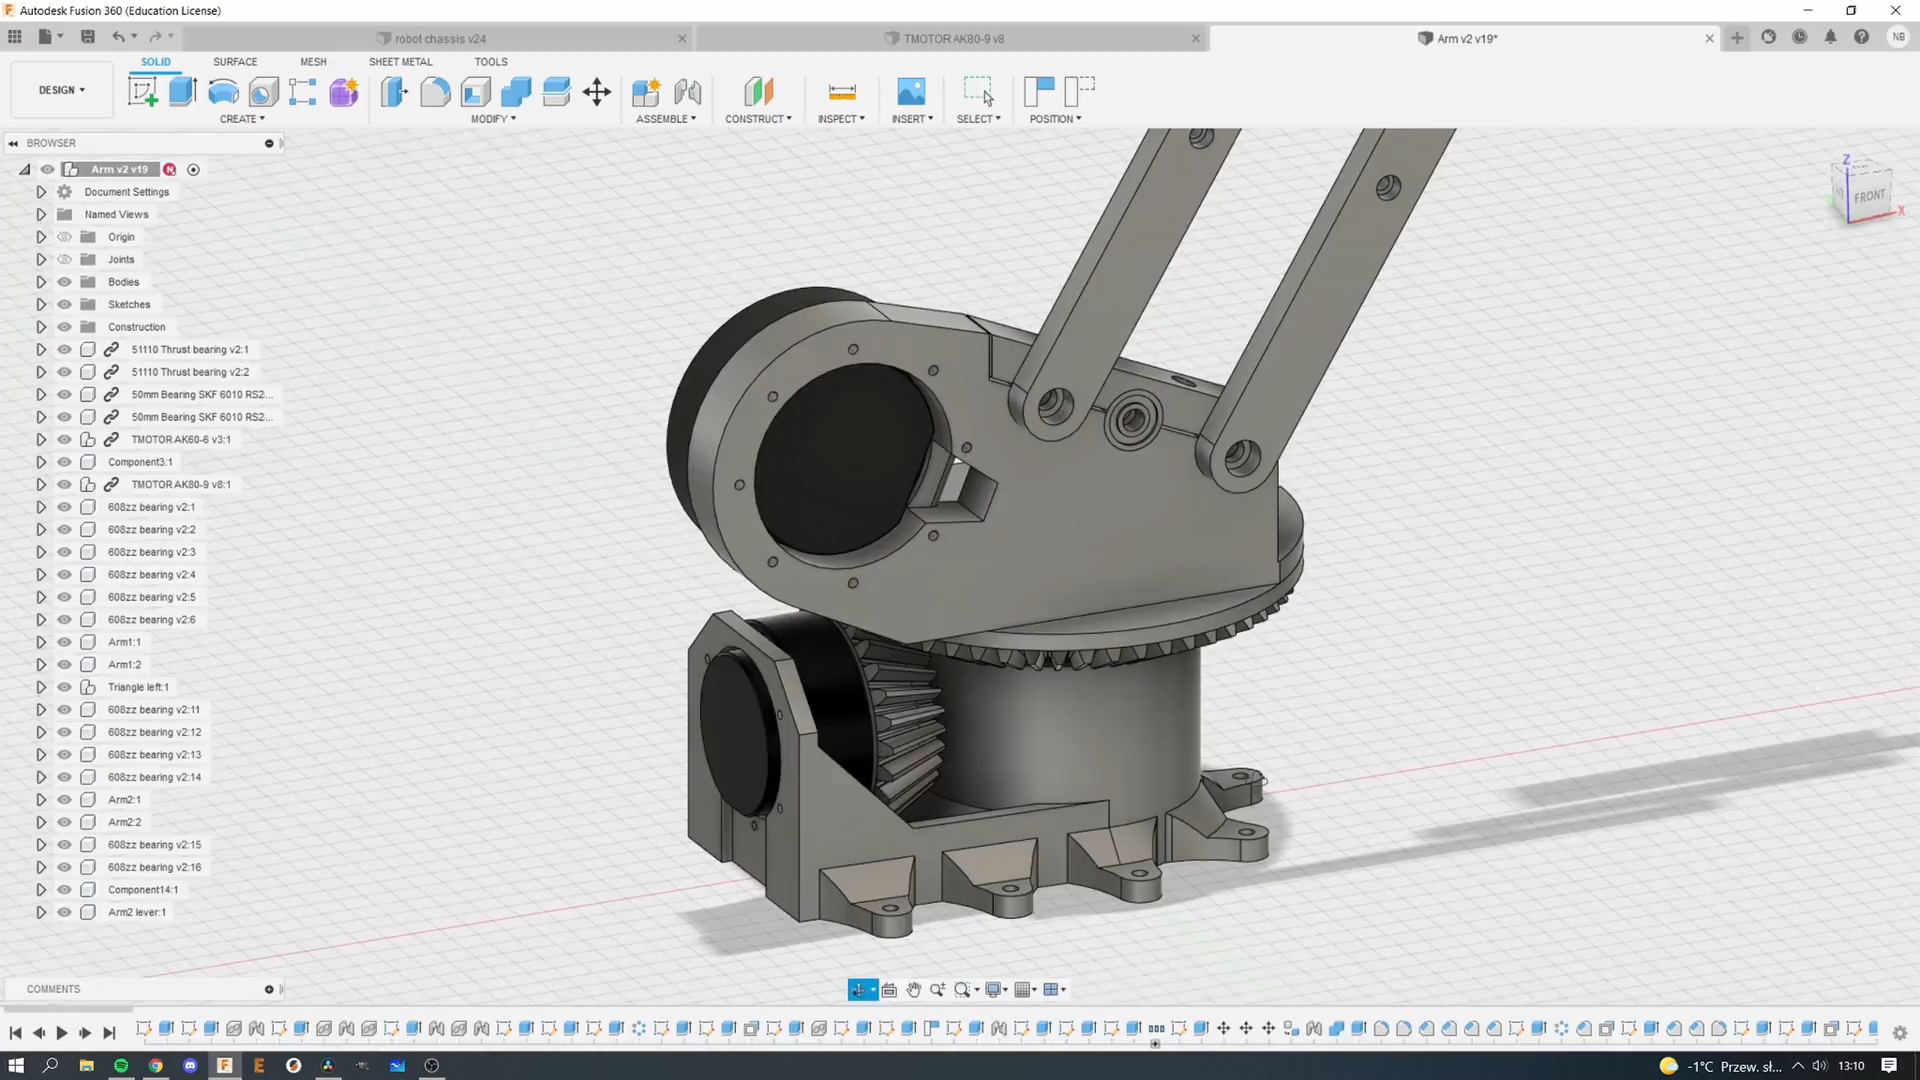 Autodesk Fusion 360 (Education License)
robot chassis v24
TMOTOR AK80-9 v8
Arm v2 v19*
NB
DESIGN
SOLID
SURFACE
MESH
SHEET METAL
TOOLS
CREATE
MODIFY
ASSEMBLE
CONSTRUCT
INSPECT
INSERT
SELECT
POSITION
BROWSER
Arm v2 v19
N
Document Settings
Named Views
Origin
Joints
Bodies
Sketches
Construction
51110 Thrust bearing v2:1
51110 Thrust bearing v2:2
50mm Bearing SKF 6010 RS2...
50mm Bearing SKF 6010 RS2...
TMOTOR AK60-6 v3:1
Component3:1
TMOTOR AK80-9 v8:1
608zz bearing v2:1
608zz bearing v2:2
608zz bearing v2:3
608zz bearing v2:4
608zz bearing v2:5
608zz bearing v2:6
Arm1:1
Arm1:2
Triangle left:1
608zz bearing v2:11
608zz bearing v2:12
608zz bearing v2:13
608zz bearing v2:14
Arm2:1
Arm2:2
608zz bearing v2:15
608zz bearing v2:16
Component14:1
Arm2 lever:1
Z
FRONT
X
COMMENTS
-1°C Przew. sł...
13:10